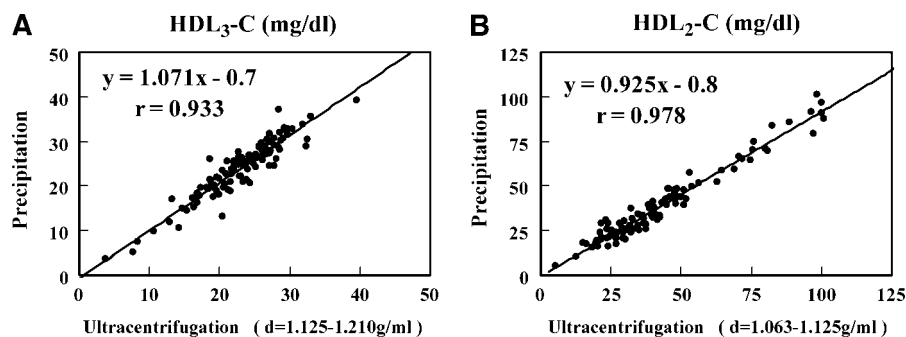 A HDL₃-C (mg/dl)
50
40
30
20
10
0
Precipitation
y = 1.071x - 0.7
r = 0.933
0 10 20 30 40 50
Ultracentrifugation ( d=1.125-1.210g/ml )
B HDL₂-C (mg/dl)
125
100
75
50
25
0
Precipitation
y = 0.925x - 0.8
r = 0.978
0 25 50 75 100 125
Ultracentrifugation ( d=1.063-1.125g/ml )